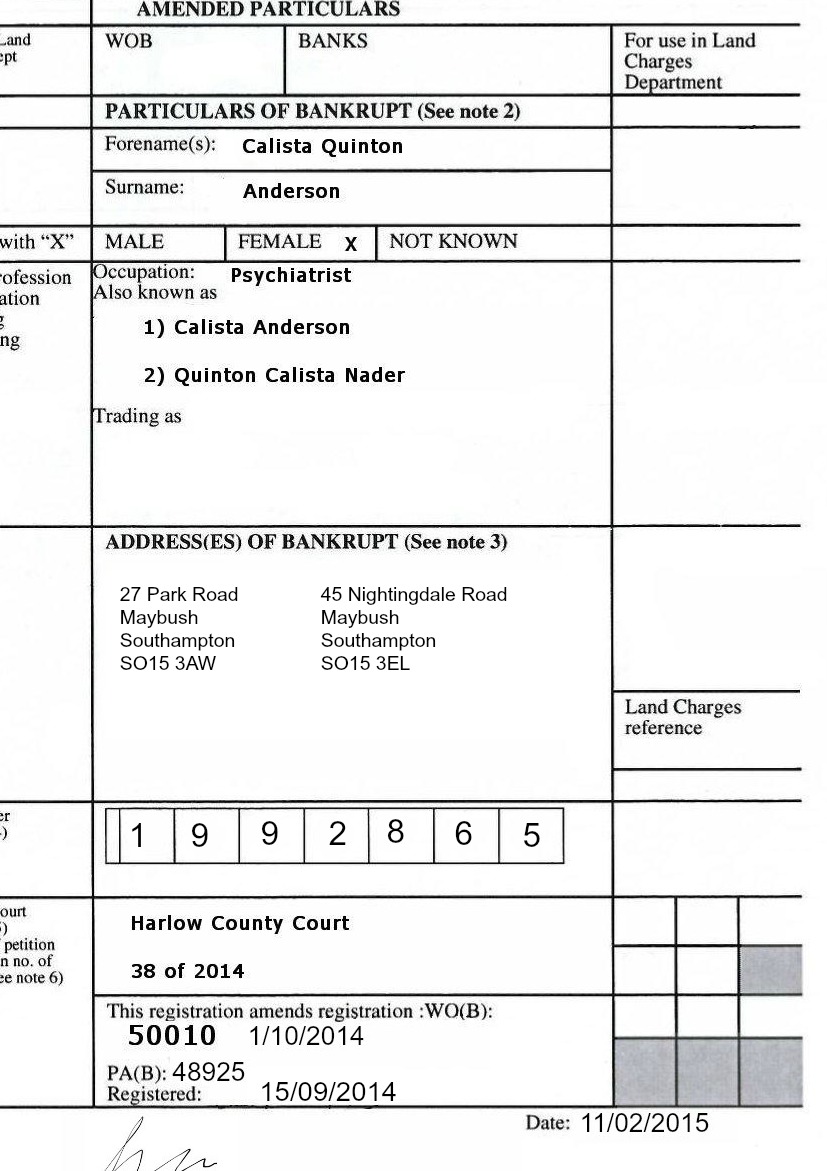 AMENDED PARTICULARS
Land
ept
WOB
BANKS
For use in Land
Charges
Department
PARTICULARS OF BANKRUPT (See note 2)
Forename(s): Calista Quinton
Surname: Anderson
with “X”
MALE
FEMALE X
NOT KNOWN
rofession
ation
g
ng
Occupation: Psychiatrist
Also known as
1) Calista Anderson
2) Quinton Calista Nader
Trading as
ADDRESS(ES) OF BANKRUPT (See note 3)
27 Park Road
Maybush
Southampton
SO15 3AW
45 Nightingdale Road
Maybush
Southampton
SO15 3EL
Land Charges
reference
er
)
1 9 9 2 8 6 5
ourt
)
petition
n no. of
ee note 6)
Harlow County Court
38 of 2014
This registration amends registration :WO(B):
50010 1/10/2014
PA(B): 48925
Registered: 15/09/2014
Date: 11/02/2015